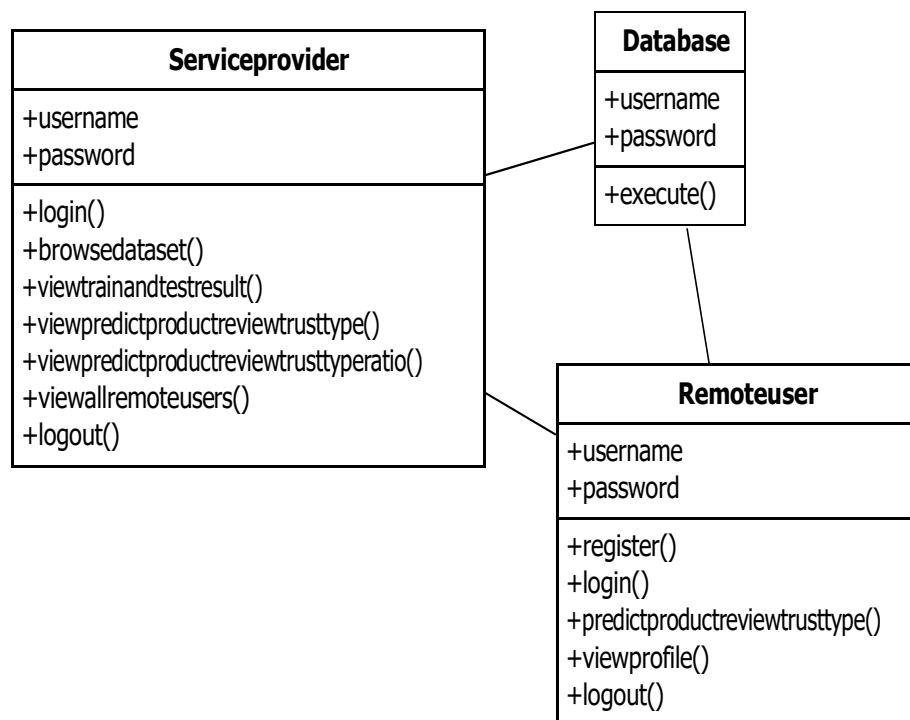 Serviceprovider
+username
+password
+login()
+browsedataset()
+viewtrainandtestresult()
+viewpredictproductreviewtrusttype()
+viewpredictproductreviewtrusttyperatio()
+viewallremoteusers()
+logout()
Database
+username
+password
+execute()
Remoteuser
+username
+password
+register()
+login()
+predictproductreviewtrusttype()
+viewprofile()
+logout()